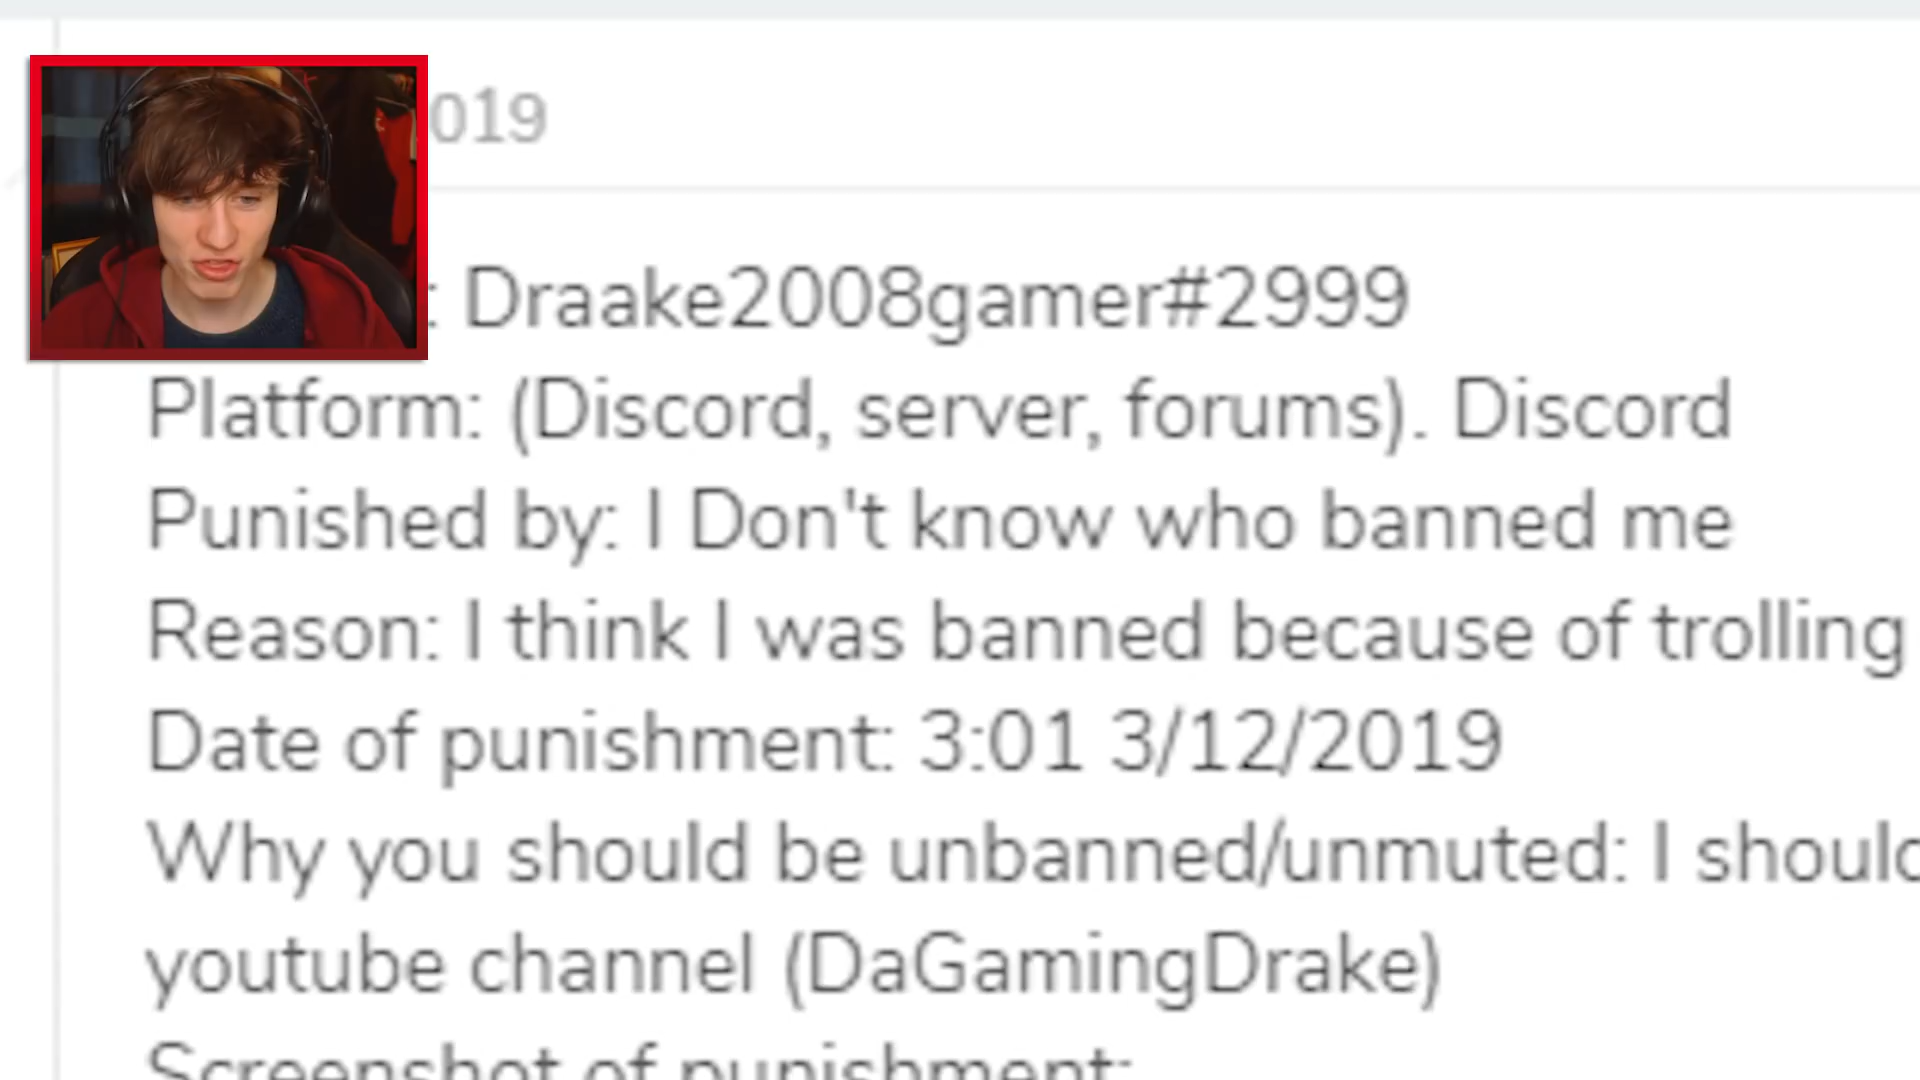 019
: Draake2008gamer#2999
Platform: (Discord, server, forums). Discord
Punished by: I Don't know who banned me
Reason: I think I was banned because of trolling
Date of punishment: 3:01 3/12/2019
Why you should be unbanned/unmuted: I should
youtube channel (DaGamingDrake)
Screenshot of punishment: